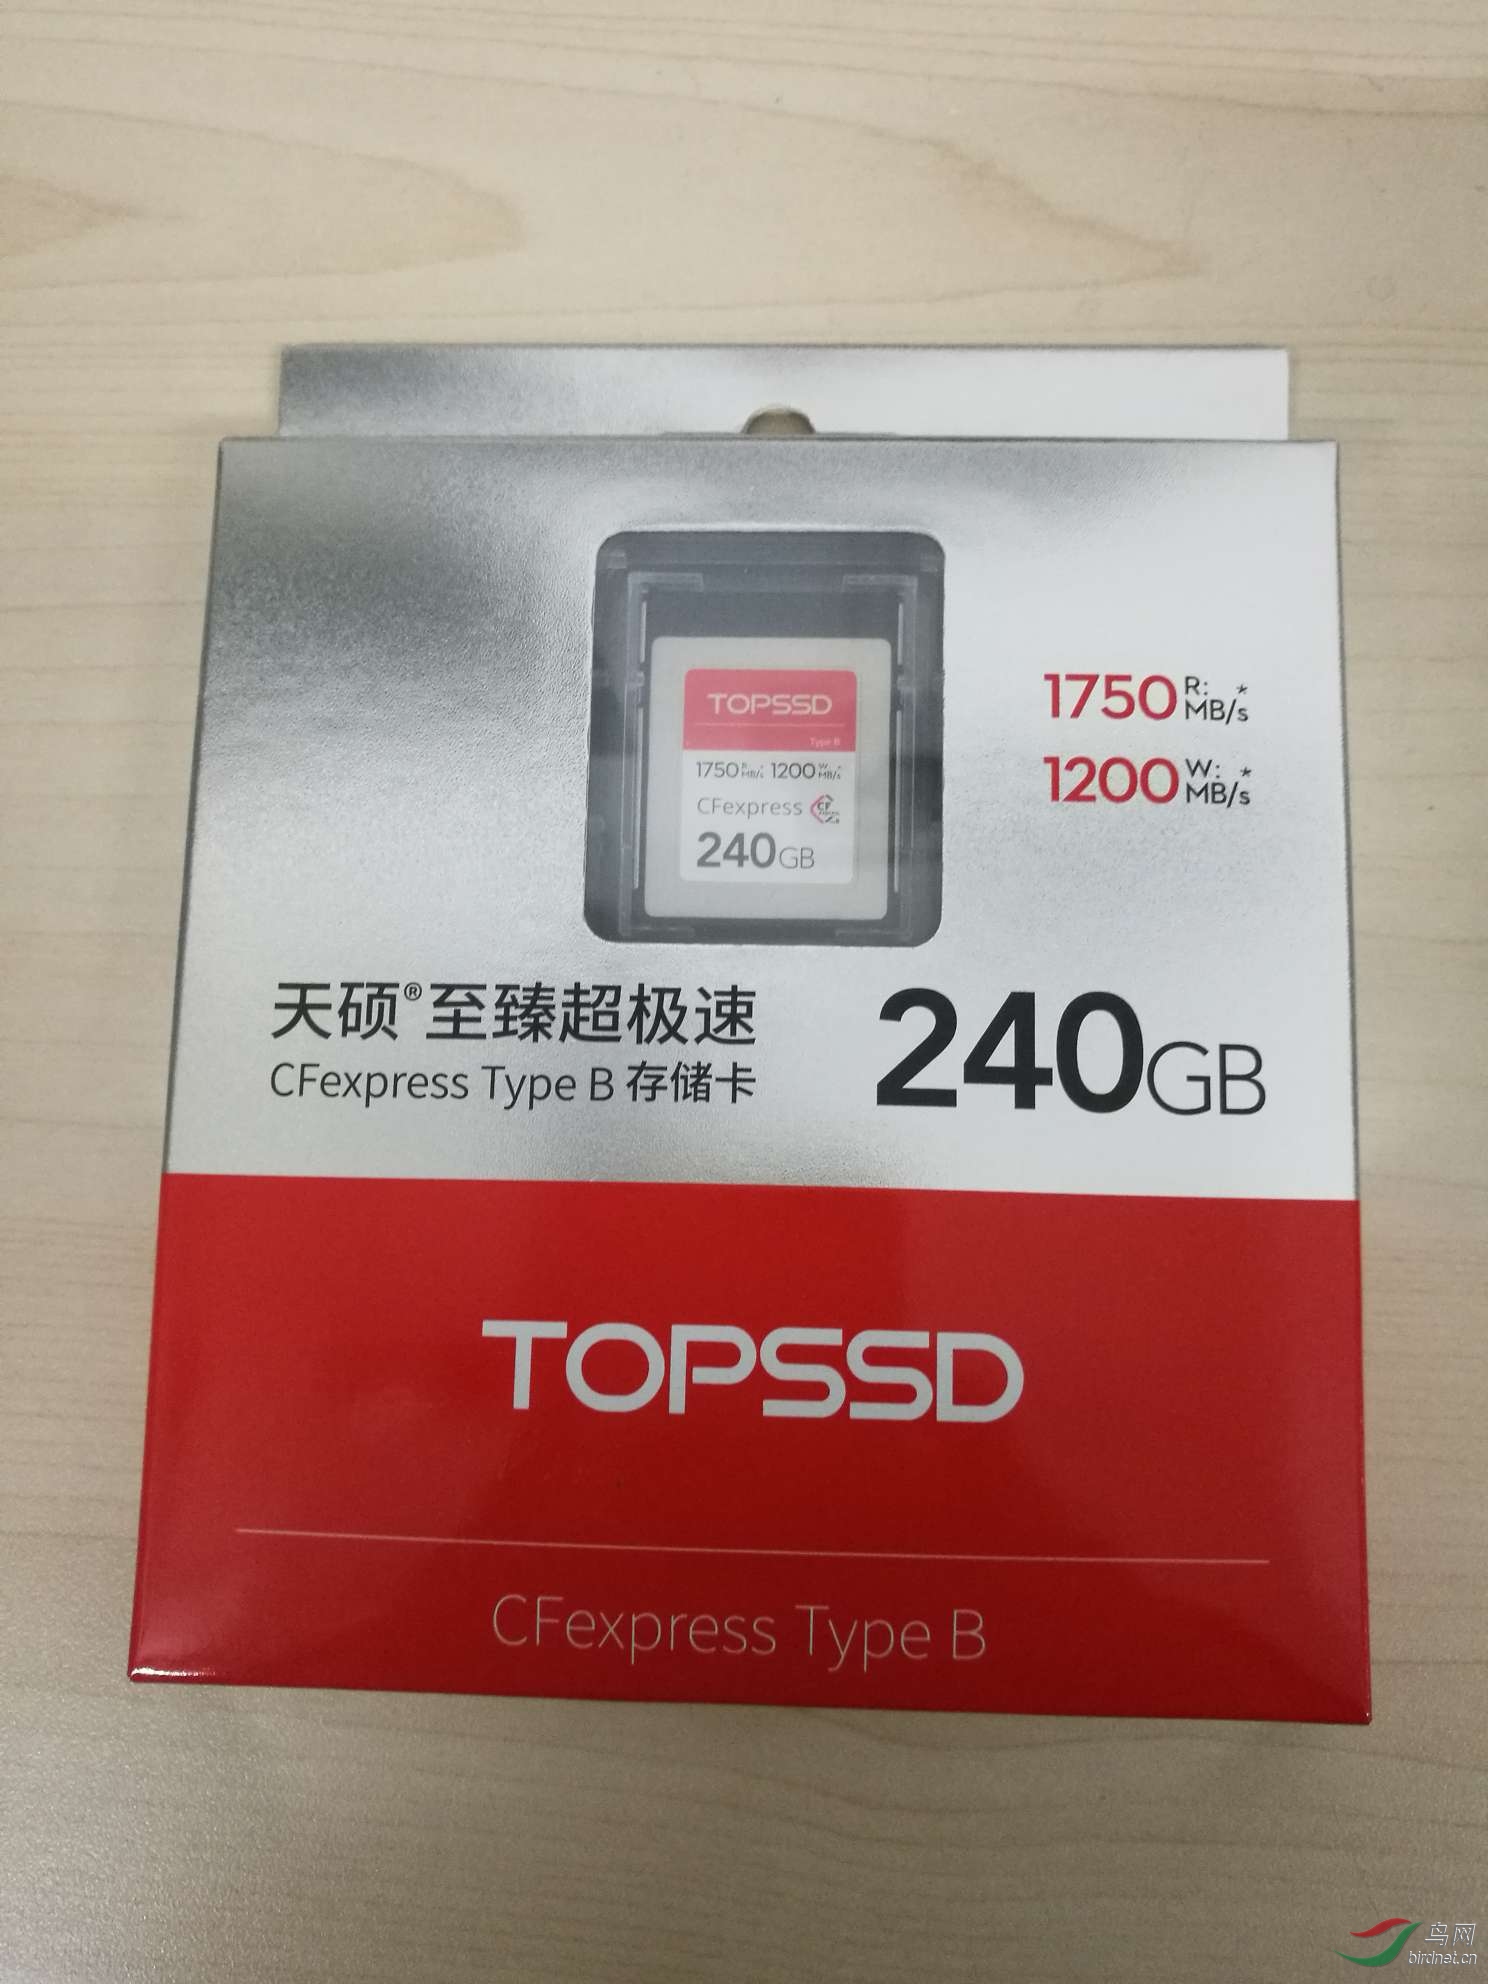 TOPSSD
Type B
1750 R: MB/s* 1200 W: MB/s*
CFexpress CF
240GB
1750 R: MB/s*
1200 W: MB/s*
天硕®至臻超极速
CFexpress Type B 存储卡
240GB
TOPSSD
CFexpress Type B
鸟网
birdnet.cn